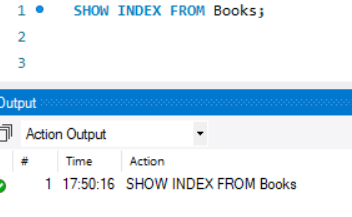 1 SHOW INDEX FROM Books;
2
3
Output
Action Output
# Time Action
1 17:50:16 SHOW INDEX FROM Books